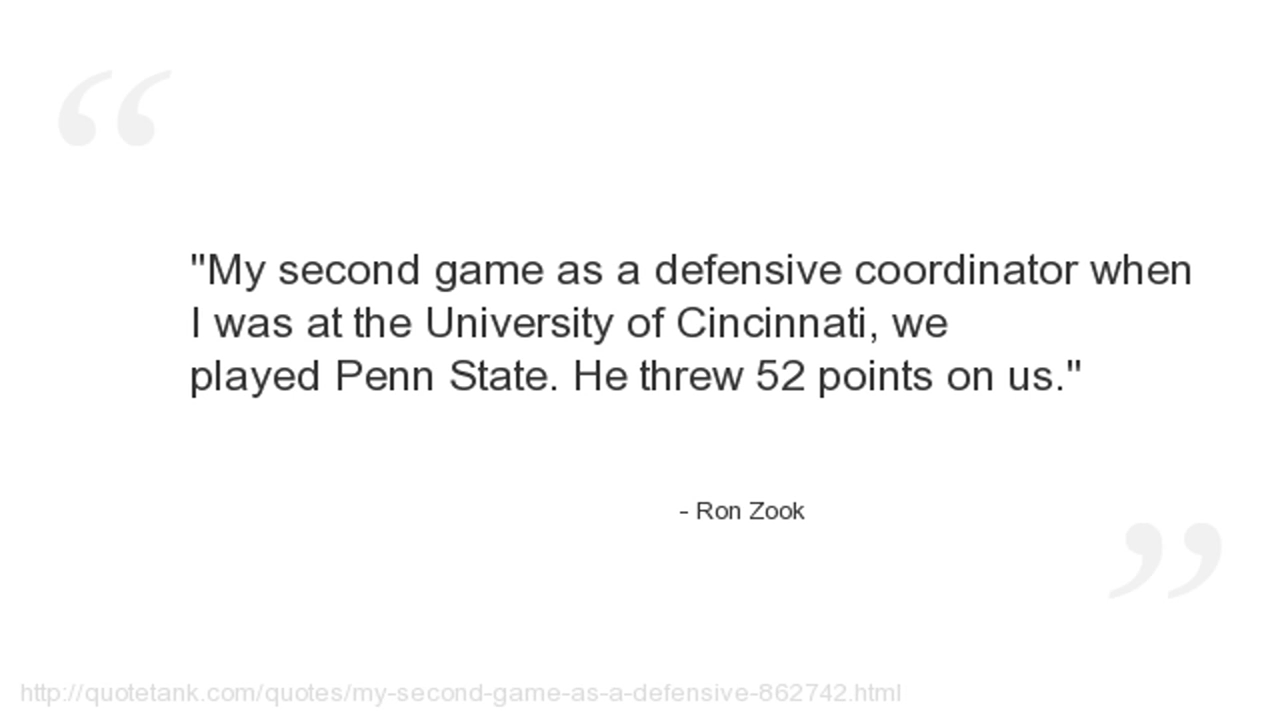 "My second game as a defensive coordinator when
I was at the University of Cincinnati, we
played Penn State. He threw 52 points on us."
- Ron Zook
http://quotetank.com/quotes/my-second-game-as-a-defensive-862742.html